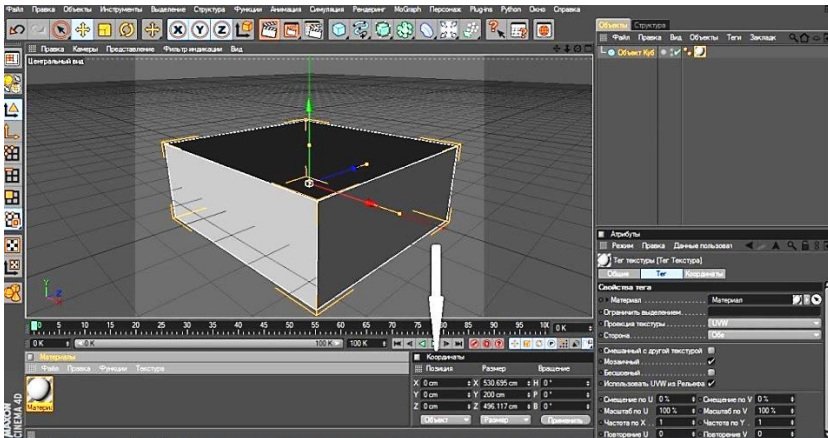 Файл Правка Объекты Инструменты Выделение Структура Функции Анимация Симуляция Рендеринг MoGraph Персонаж Plug-ins Python Окно Справка
Правка Камеры Представление Фильтр индикации Вид
Центральный вид
Y
Z
X
0 5 10 15 20 25 30 35 40 45 50 55 60 65 70 75 80 85 90 95 0 K
0 K 0 K 100 K 100 K
Материалы
Файл Правка Функции Текстура
Материа
MAXON
CINEMA 4D
Координаты
Позиция Размер Вращение
X 0 cm X 530.695 cm H 0 °
Y 0 cm Y 200 cm P 0 °
Z 0 cm Z 496.117 cm B 0 °
Объект Размер Применить
Объекты Структура
Файл Правка Вид Объекты Теги Закладк
Объект Куб
Атрибуты
Режим Правка Данные пользоват
Тег текстуры [Тег Текстура]
Общие Тег Координаты
Свойства тега
Материал Материал
Ограничить выделением
Проекция текстуры UVW
Сторона Обе
Смешанный с другой текстурой
Мозаичный
Бесшовный
Использовать UVW из Рельефа
Смещение по U 0 % Смещение по V 0 %
Масштаб по U 100 % Масштаб по V 100 %
Частота по X 1 Частота по Y 1
Повторение U 0 Повторение V 0